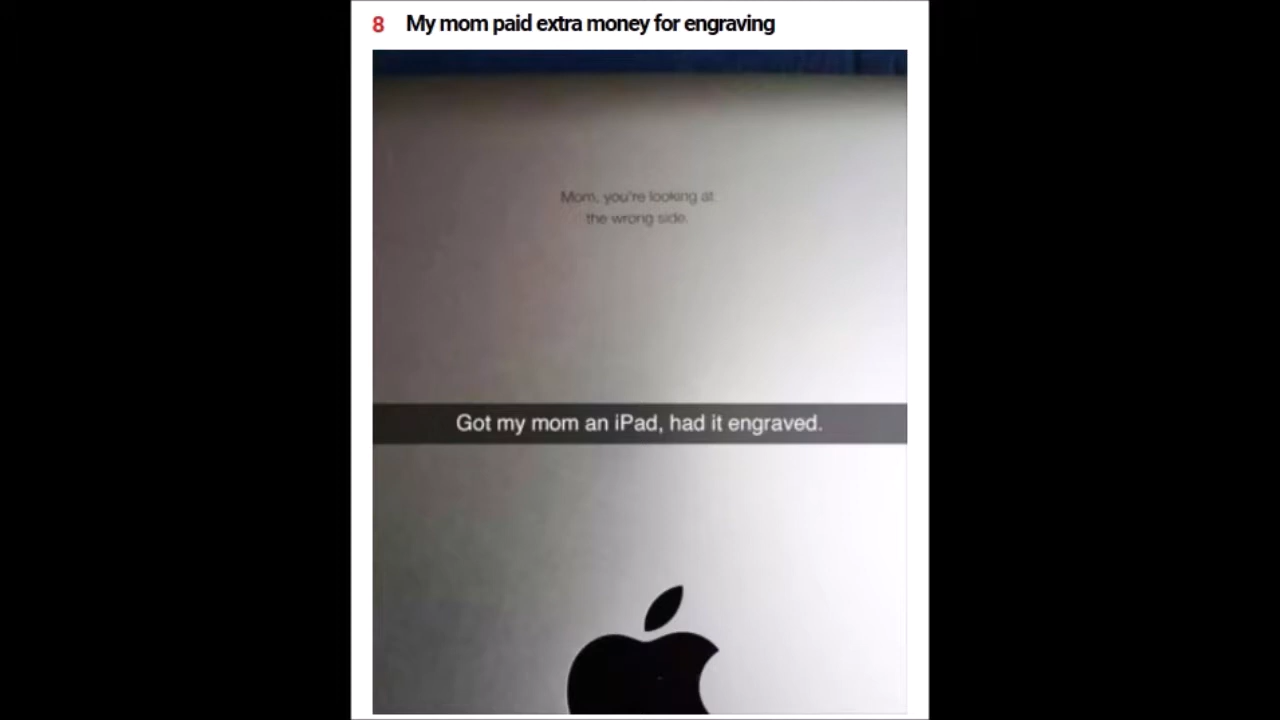 8 My mom paid extra money for engraving
Mom, you're looking at
the wrong side.
Got my mom an iPad, had it engraved.